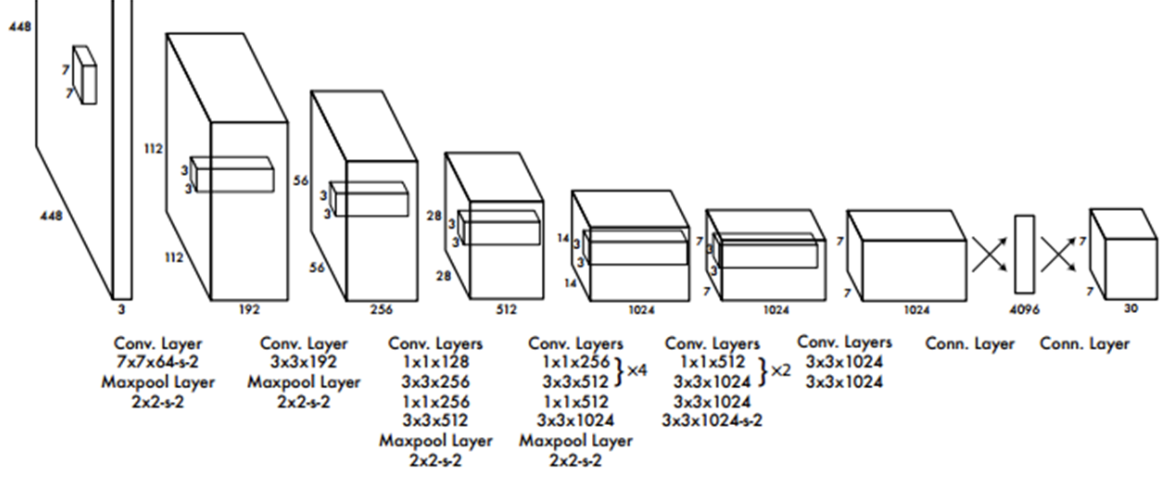 448
7
7
448
3
112
3
3
112
192
56
3
3
56
256
28
3
3
28
512
14
3
3
14
1024
7
3
3
7
1024
7
7
1024
4096
7
7
30
Conv. Layer
7x7x64-s-2
Maxpool Layer
2x2-s-2
Conv. Layer
3x3x192
Maxpool Layer
2x2-s-2
Conv. Layers
1x1x128
3x3x256
1x1x256
3x3x512
Maxpool Layer
2x2-s-2
Conv. Layers
1x1x256
3x3x512
}×4
1x1x512
3x3x1024
Maxpool Layer
2x2-s-2
Conv. Layers
1x1x512
3x3x1024
}×2
3x3x1024
3x3x1024-s-2
Conv. Layers
3x3x1024
3x3x1024
Conn. Layer
Conn. Layer